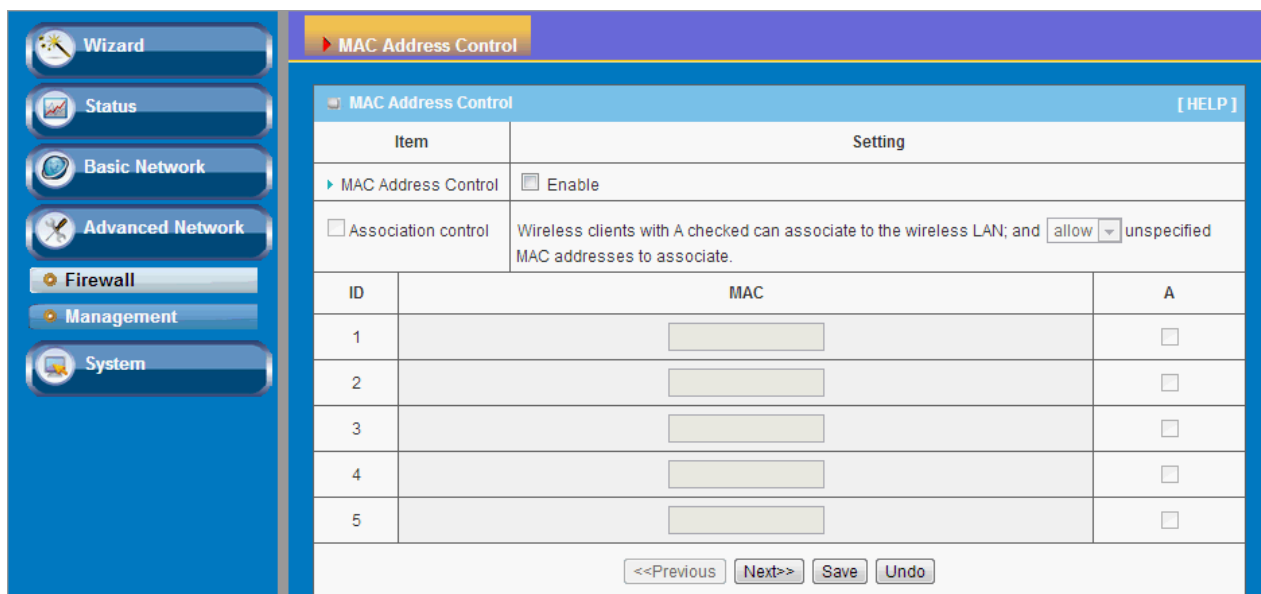 Wizard
Status
Basic Network
Advanced Network
Firewall
Management
System
MAC Address Control
MAC Address Control [ HELP ]
Item Setting
MAC Address Control Enable
Association control Wireless clients with A checked can associate to the wireless LAN; and allow unspecified
MAC addresses to associate.
ID MAC A
1
2
3
4
5
<<Previous Next>> Save Undo